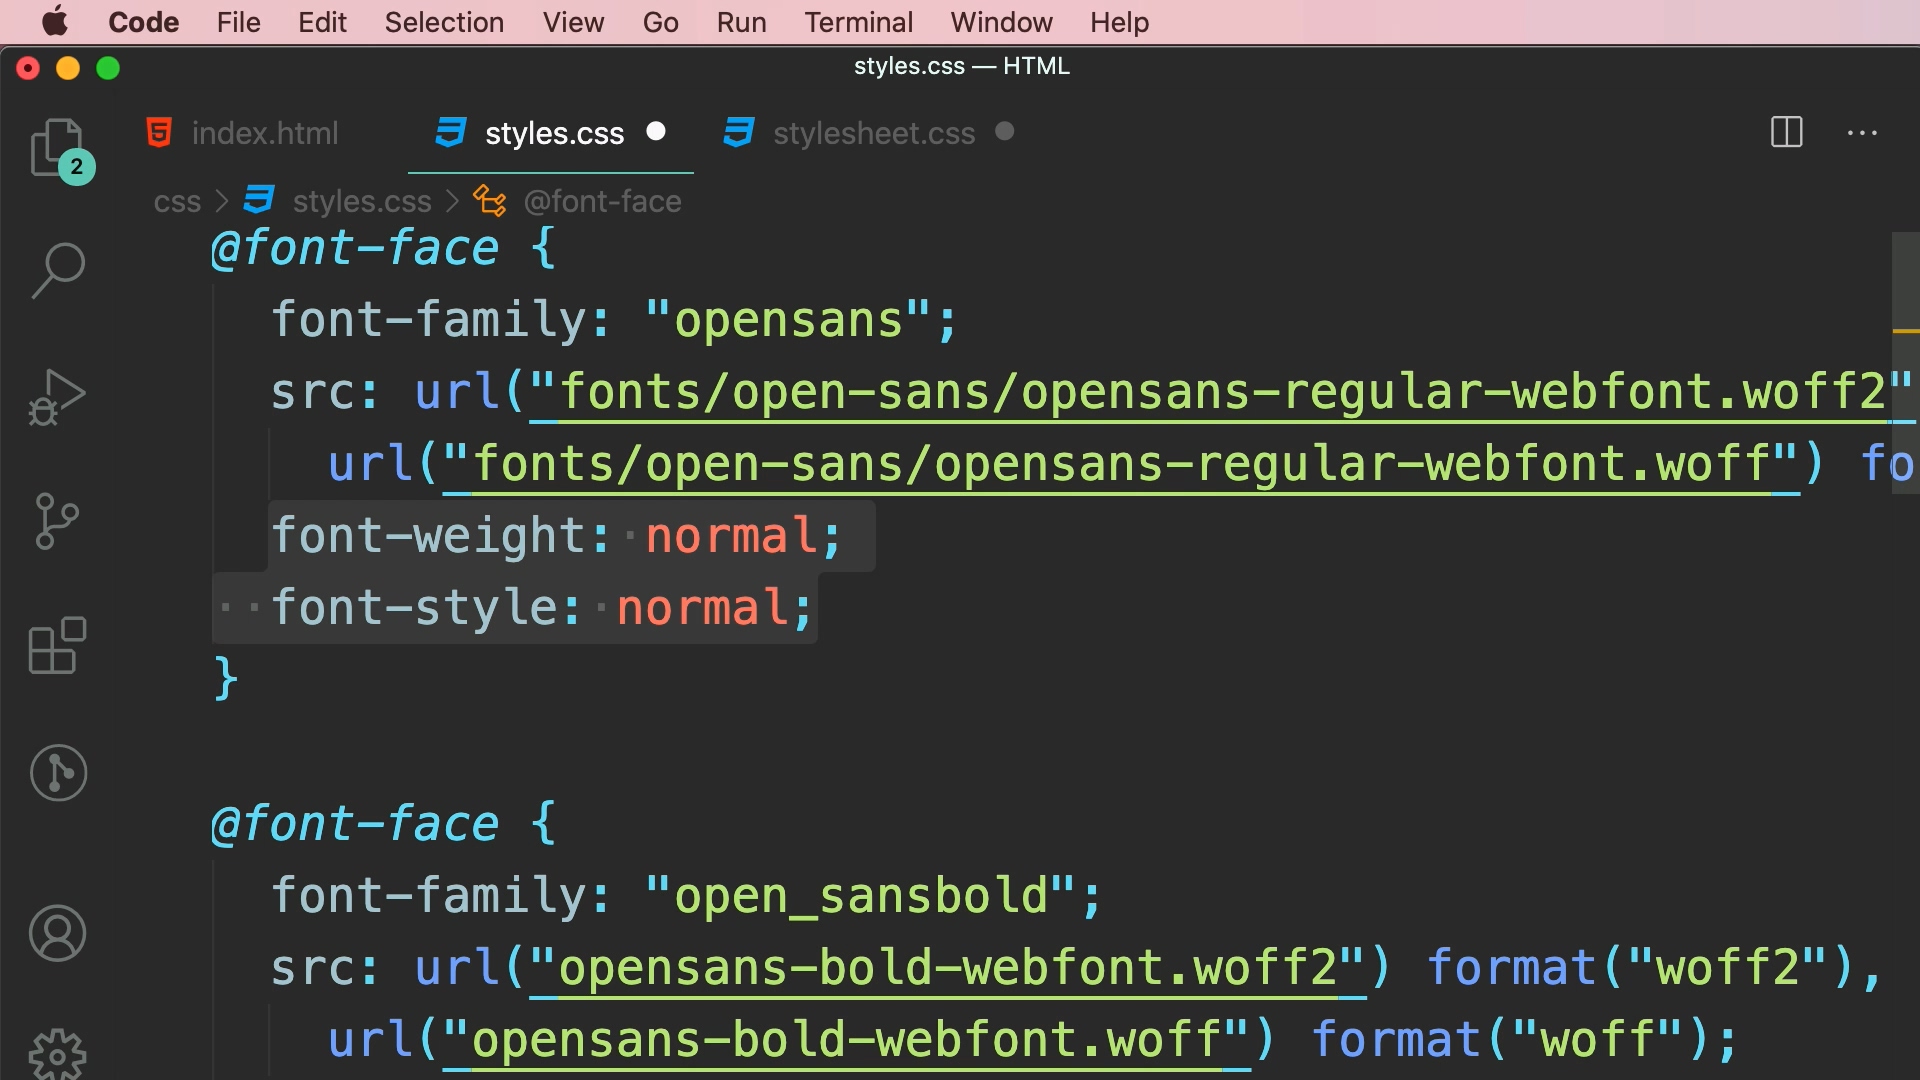 Code File Edit Selection View Go Run Terminal Window Help
styles.css — HTML
index.html styles.css stylesheet.css
2
css > styles.css > @font-face
@font-face {
font-family: "opensans";
src: url("fonts/open-sans/opensans-regular-webfont.woff2"
url("fonts/open-sans/opensans-regular-webfont.woff") fo
font-weight: normal;
font-style: normal;
}
@font-face {
font-family: "open_sansbold";
src: url("opensans-bold-webfont.woff2") format("woff2"),
url("opensans-bold-webfont.woff") format("woff");